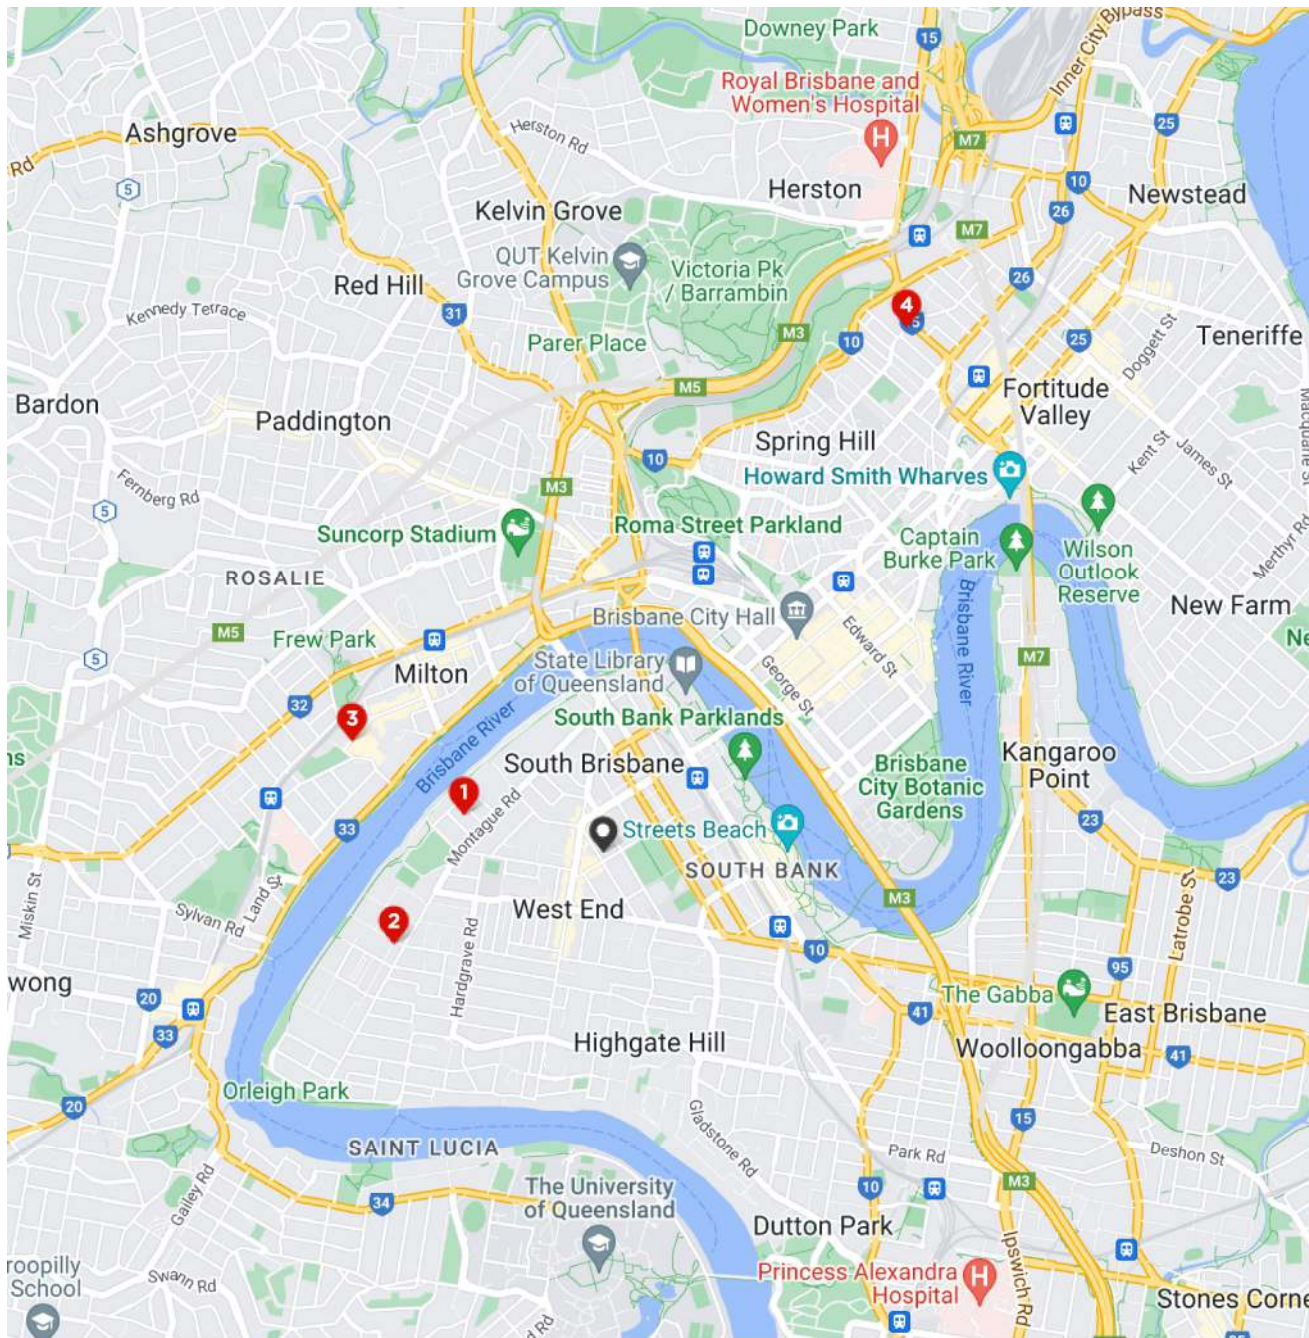 Downey Park
15
Inner City Bypass
Royal Brisbane and
Women's Hospital
H
Ashgrove
Rd
Herston Rd
M7
25
5
Herston
10
Newstead
Kelvin Grove
26
M7
QUT Kelvin
Grove Campus
Victoria Pk
/ Barrambin
Red Hill
26
Kennedy Terrace
31
4
M3
Parer Place
10
25
Doggett St
Teneriffe
M5
Fortitude
Valley
Bardon
Paddington
Macquarie St
Spring Hill
Kent St
James St
10
Howard Smith Wharves
M3
Fernberg Rd
5
Suncorp Stadium
Roma Street Parkland
Captain
Burke Park
Wilson
Outlook
Reserve
Merthyr Rd
ROSALIE
Brisbane River
Brisbane City Hall
Edward St
New Farm
M5
Frew Park
Ne
5
Milton
State Library
of Queensland
George St
M7
32
3
South Bank Parklands
Brisbane River
South Brisbane
Kangaroo
Point
Brisbane
City Botanic
Gardens
ns
1
Montague Rd
33
Streets Beach
23
SOUTH BANK
23
Miskin St
Land St
M3
Sylvan Rd
2
West End
Latrobe St
Hardgrave Rd
10
95
wong
20
The Gabba
33
41
East Brisbane
Highgate Hill
Woolloongabba
41
Orleigh Park
20
15
Gladstone Rd
SAINT LUCIA
Park Rd
Deshon St
M3
Gailey Rd
34
The University
of Queensland
10
Dutton Park
Ipswich Rd
roopilly
School
Swann Rd
Princess Alexandra
Hospital
H
Stones Corne
d Rd